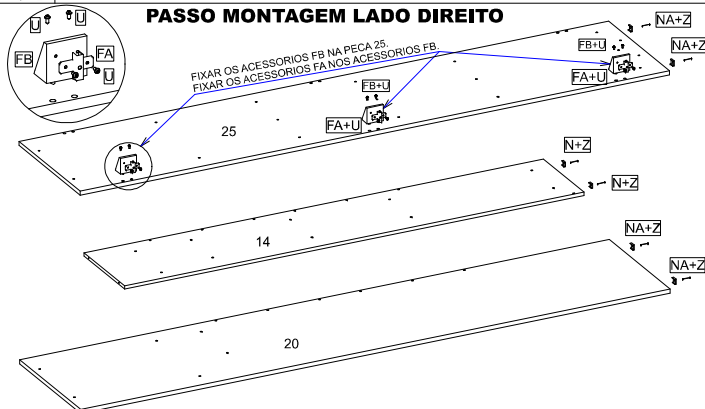 PASSO MONTAGEM LADO DIREITO
U U
FB FA
U
FIXAR OS ACESSORIOS FB NA PECA 25.
FIXAR OS ACESSORIOS FA NOS ACESSORIOS FB.
NA+Z
FB+U NA+Z
FA+U
FB+U
FA+U
25
N+Z
N+Z
14
NA+Z
NA+Z
20